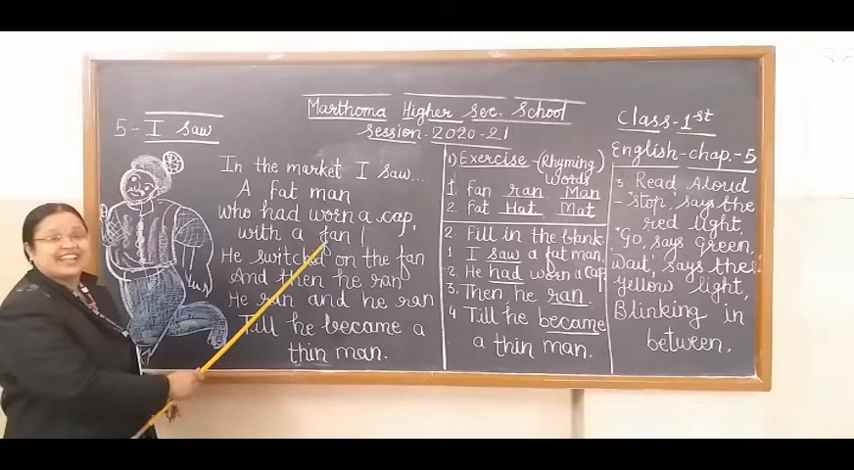 Marthoma Higher Sec. School
Session-2020-21
Class-1st
English-chap.-5
5-I saw
In the market I saw...
A fat man
who had worn a cap,
with a fan!
He switched on the fan
And then he ran
He ran and he ran
Till he became a
thin man.
1) Exercise-(Rhyming Words)
1. fan ran Man
2. Fat Hat Mat
2. Fill in the blank
1 I saw a fat man,
2. He had worn a cap.
3. Then he ran.
4 Till he became
a thin man.
3. Read Aloud
-"stop, says the
red light,
"Go, says green,
Wait', says the
yellow light,
Blinking in
between.